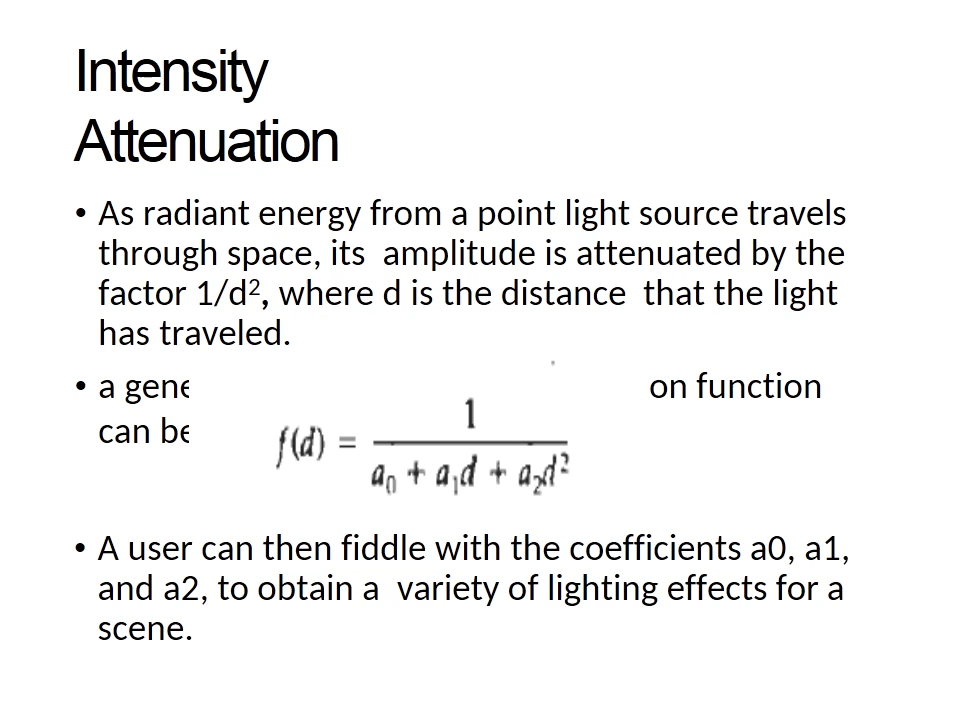 Intensity
Attenuation
• As radiant energy from a point light source travels
through space, its amplitude is attenuated by the
factor 1/d², where d is the distance that the light
has traveled.
• a gene on function
can be
f(d) = 1 / (a₀ + a₁d + a₂d²)
• A user can then fiddle with the coefficients a0, a1,
and a2, to obtain a variety of lighting effects for a
scene.